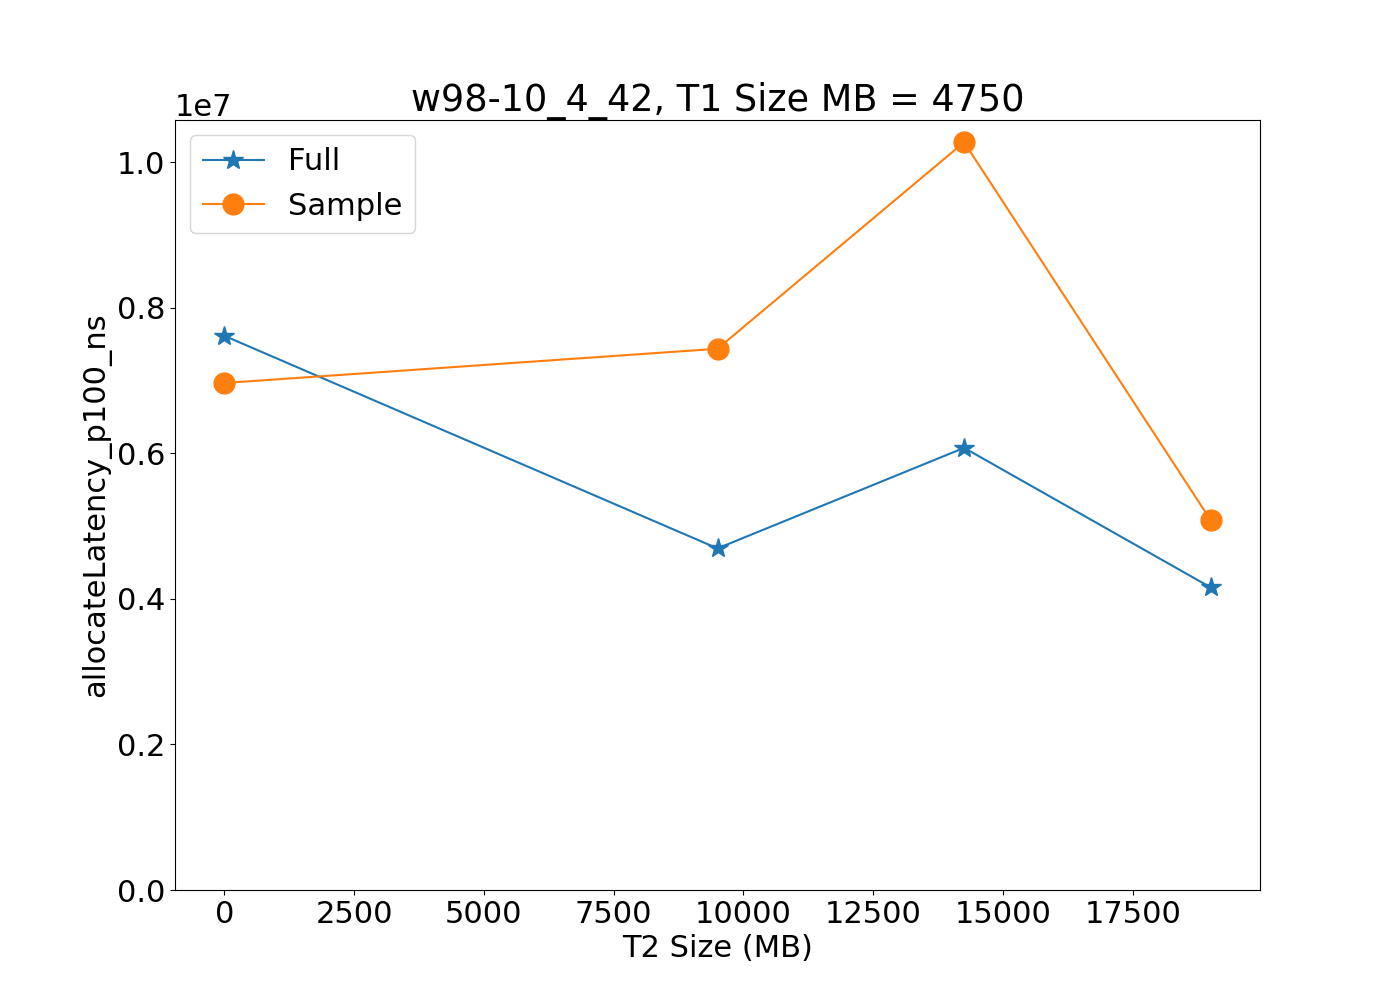 w98-10_4_42, T1 Size MB = 4750
1e7
Full
Sample
1.0
0.8
0.6
0.4
0.2
0.0
allocateLatency_p100_ns
0 2500 5000 7500 10000 12500 15000 17500
T2 Size (MB)